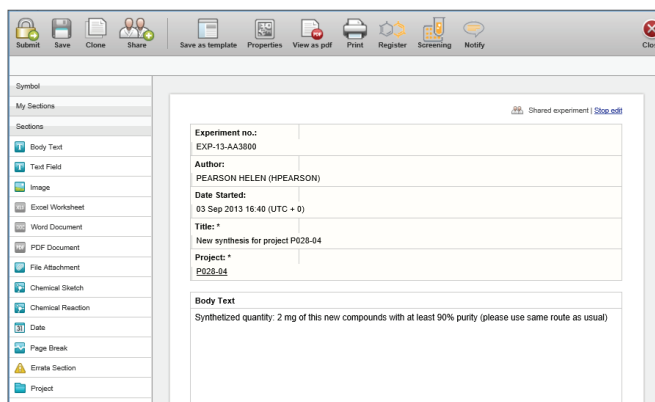 Submit Save Clone Share Save as template Properties View as pdf Print Register Screening Notify
Symbol
My Sections
Shared experiment | Stop edit
Sections
Experiment no.:
EXP-13-AA3800
Author:
PEARSON HELEN (HPEARSON)
Date Started:
03 Sep 2013 16:40 (UTC + 0)
Title: *
New synthesis for project P028-04
Project: *
P028-04
Body Text
Synthetized quantity: 2 mg of this new compounds with at least 90% purity (please use same route as usual)
Body Text
Text Field
Image
Excel Worksheet
Word Document
PDF Document
File Attachment
Chemical Sketch
Chemical Reaction
Date
Page Break
Errata Section
Project